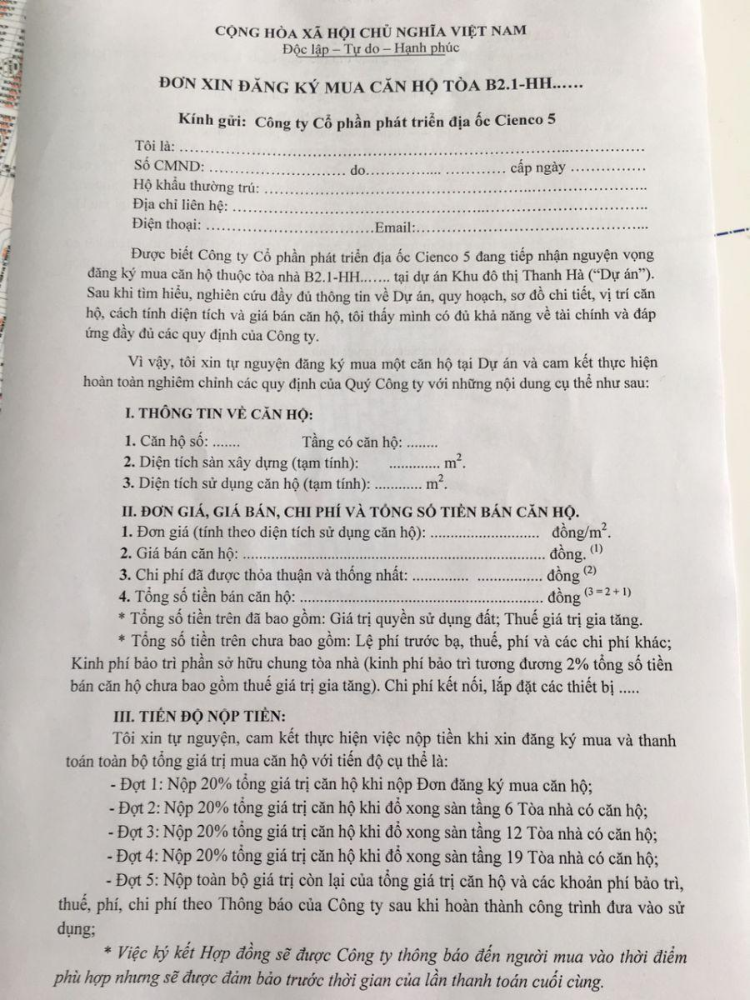 CỘNG HÒA XÃ HỘI CHỦ NGHĨA VIỆT NAM
Độc lập – Tự do – Hạnh phúc
ĐƠN XIN ĐĂNG KÝ MUA CĂN HỘ TÒA B2.1-HH……
Kính gửi: Công ty Cổ phần phát triển địa ốc Cienco 5
Tôi là: ……………………………………………………………..……………
Số CMND: ……………………… do…………... ………… cấp ngày ……………
Hộ khẩu thường trú: ……………………………………………..…………………..
Địa chỉ liên hệ: ………………………………………………………………………..
Điện thoại: ……………………………Email:………………………..………………...
Được biết Công ty Cổ phần phát triển địa ốc Cienco 5 đang tiếp nhận nguyện vọng
đăng ký mua căn hộ thuộc tòa nhà B2.1-HH…… tại dự án Khu đô thị Thanh Hà (“Dự án”).
Sau khi tìm hiểu, nghiên cứu đầy đủ thông tin về Dự án, quy hoạch, sơ đồ chi tiết, vị trí căn
hộ, cách tính diện tích và giá bán căn hộ, tôi thấy mình có đủ khả năng về tài chính và đáp
ứng đầy đủ các quy định của Công ty.
Vì vậy, tôi xin tự nguyện đăng ký mua một căn hộ tại Dự án và cam kết thực hiện
hoàn toàn nghiêm chỉnh các quy định của Quý Công ty với những nội dung cụ thể như sau:
I. THÔNG TIN VỀ CĂN HỘ:
1. Căn hộ số: ....... Tầng có căn hộ: ........
2. Diện tích sàn xây dựng (tạm tính): ............. m².
3. Diện tích sử dụng căn hộ (tạm tính): ............ m².
II. ĐƠN GIÁ, GIÁ BÁN, CHI PHÍ VÀ TỔNG SỐ TIỀN BÁN CĂN HỘ.
1. Đơn giá (tính theo diện tích sử dụng căn hộ): ............................ đồng/m².
2. Giá bán căn hộ: .............................................................................. đồng. (1)
3. Chi phí đã được thỏa thuận và thống nhất: .............. ................. đồng (2)
4. Tổng số tiền bán căn hộ: ............................................................... đồng (3 = 2 + 1)
* Tổng số tiền trên đã bao gồm: Giá trị quyền sử dụng đất; Thuế giá trị gia tăng.
* Tổng số tiền trên chưa bao gồm: Lệ phí trước bạ, thuế, phí và các chi phí khác;
Kinh phí bảo trì phần sở hữu chung tòa nhà (kinh phí bảo trì tương đương 2% tổng số tiền
bán căn hộ chưa bao gồm thuế giá trị gia tăng). Chi phí kết nối, lắp đặt các thiết bị .....
III. TIẾN ĐỘ NỘP TIỀN:
Tôi xin tự nguyện, cam kết thực hiện việc nộp tiền khi xin đăng ký mua và thanh
toán toàn bộ tổng giá trị mua căn hộ với tiến độ cụ thể là:
- Đợt 1: Nộp 20% tổng giá trị căn hộ khi nộp Đơn đăng ký mua căn hộ;
- Đợt 2: Nộp 20% tổng giá trị căn hộ khi đổ xong sàn tầng 6 Tòa nhà có căn hộ;
- Đợt 3: Nộp 20% tổng giá trị căn hộ khi đổ xong sàn tầng 12 Tòa nhà có căn hộ;
- Đợt 4: Nộp 20% tổng giá trị căn hộ khi đổ xong sàn tầng 19 Tòa nhà có căn hộ;
- Đợt 5: Nộp toàn bộ giá trị còn lại của tổng giá trị căn hộ và các khoản phí bảo trì,
thuế, phí, chi phí theo Thông báo của Công ty sau khi hoàn thành công trình đưa vào sử
dụng;
* Việc ký kết Hợp đồng sẽ được Công ty thông báo đến người mua vào thời điểm
phù hợp nhưng sẽ được đảm bảo trước thời gian của lần thanh toán cuối cùng.